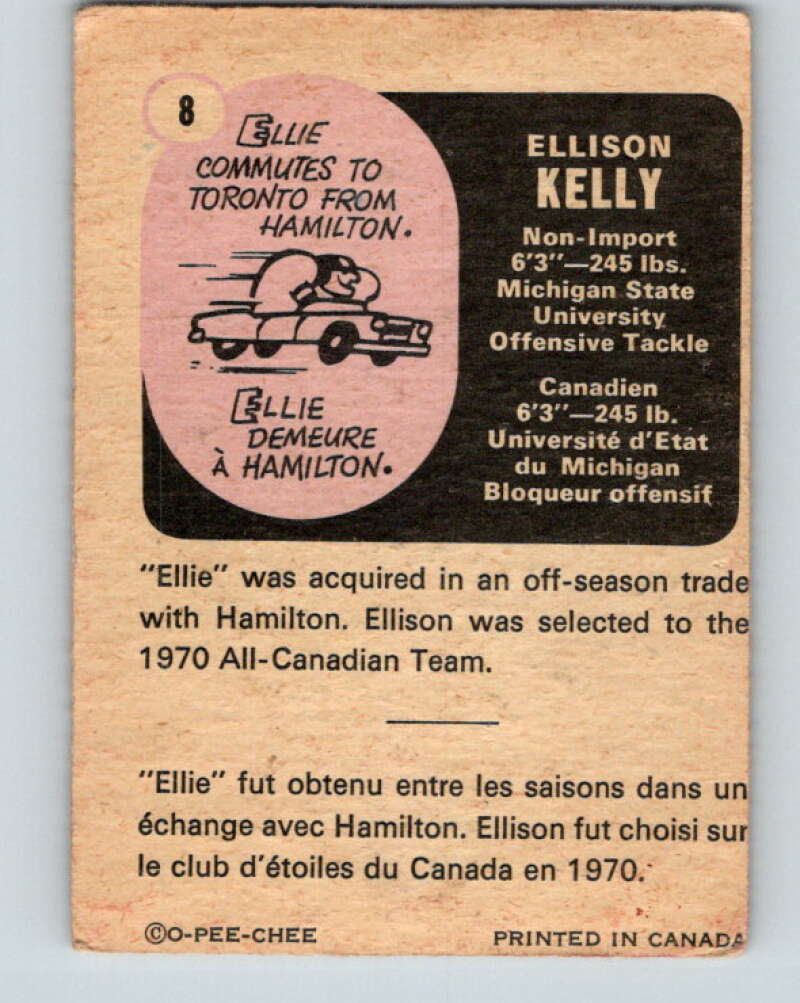 8
ELLIE
COMMUTES TO
TORONTO FROM
HAMILTON.
ELLIE
DEMEURE
À HAMILTON.
ELLISON
KELLY
Non-Import
6'3"—245 lbs.
Michigan State
University
Offensive Tackle
Canadien
6'3"—245 lb.
Université d'Etat
du Michigan
Bloqueur offensif
"Ellie" was acquired in an off-season trade
with Hamilton. Ellison was selected to the
1970 All-Canadian Team.
"Ellie" fut obtenu entre les saisons dans un
échange avec Hamilton. Ellison fut choisi sur
le club d'étoiles du Canada en 1970.
©O-PEE-CHEE
PRINTED IN CANADA